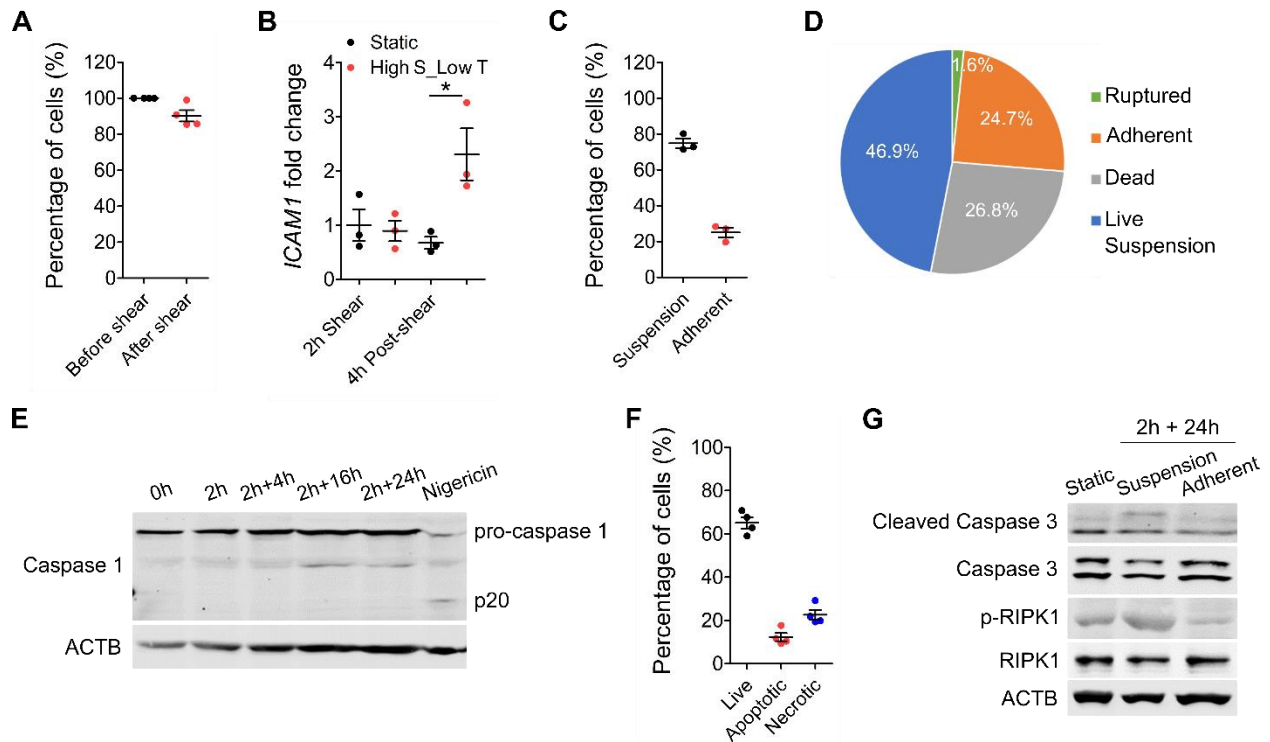 A
Percentage of cells (%)
120
100
80
60
40
20
0
Before shear
After shear
B
Static
High S_Low T
*
ICAM1 fold change
4
3
2
1
0
2h Shear
4h Post-shear
C
Percentage of cells (%)
120
100
80
60
40
20
0
Suspension
Adherent
D
1.6%
24.7%
46.9%
26.8%
Ruptured
Adherent
Dead
Live
Suspension
E
0h 2h 2h+4h 2h+16h 2h+24h Nigericin
pro-caspase 1
Caspase 1
p20
ACTB
F
Percentage of cells (%)
100
80
60
40
20
0
Live
Apoptotic
Necrotic
G
2h + 24h
Static Suspension Adherent
Cleaved Caspase 3
Caspase 3
p-RIPK1
RIPK1
ACTB